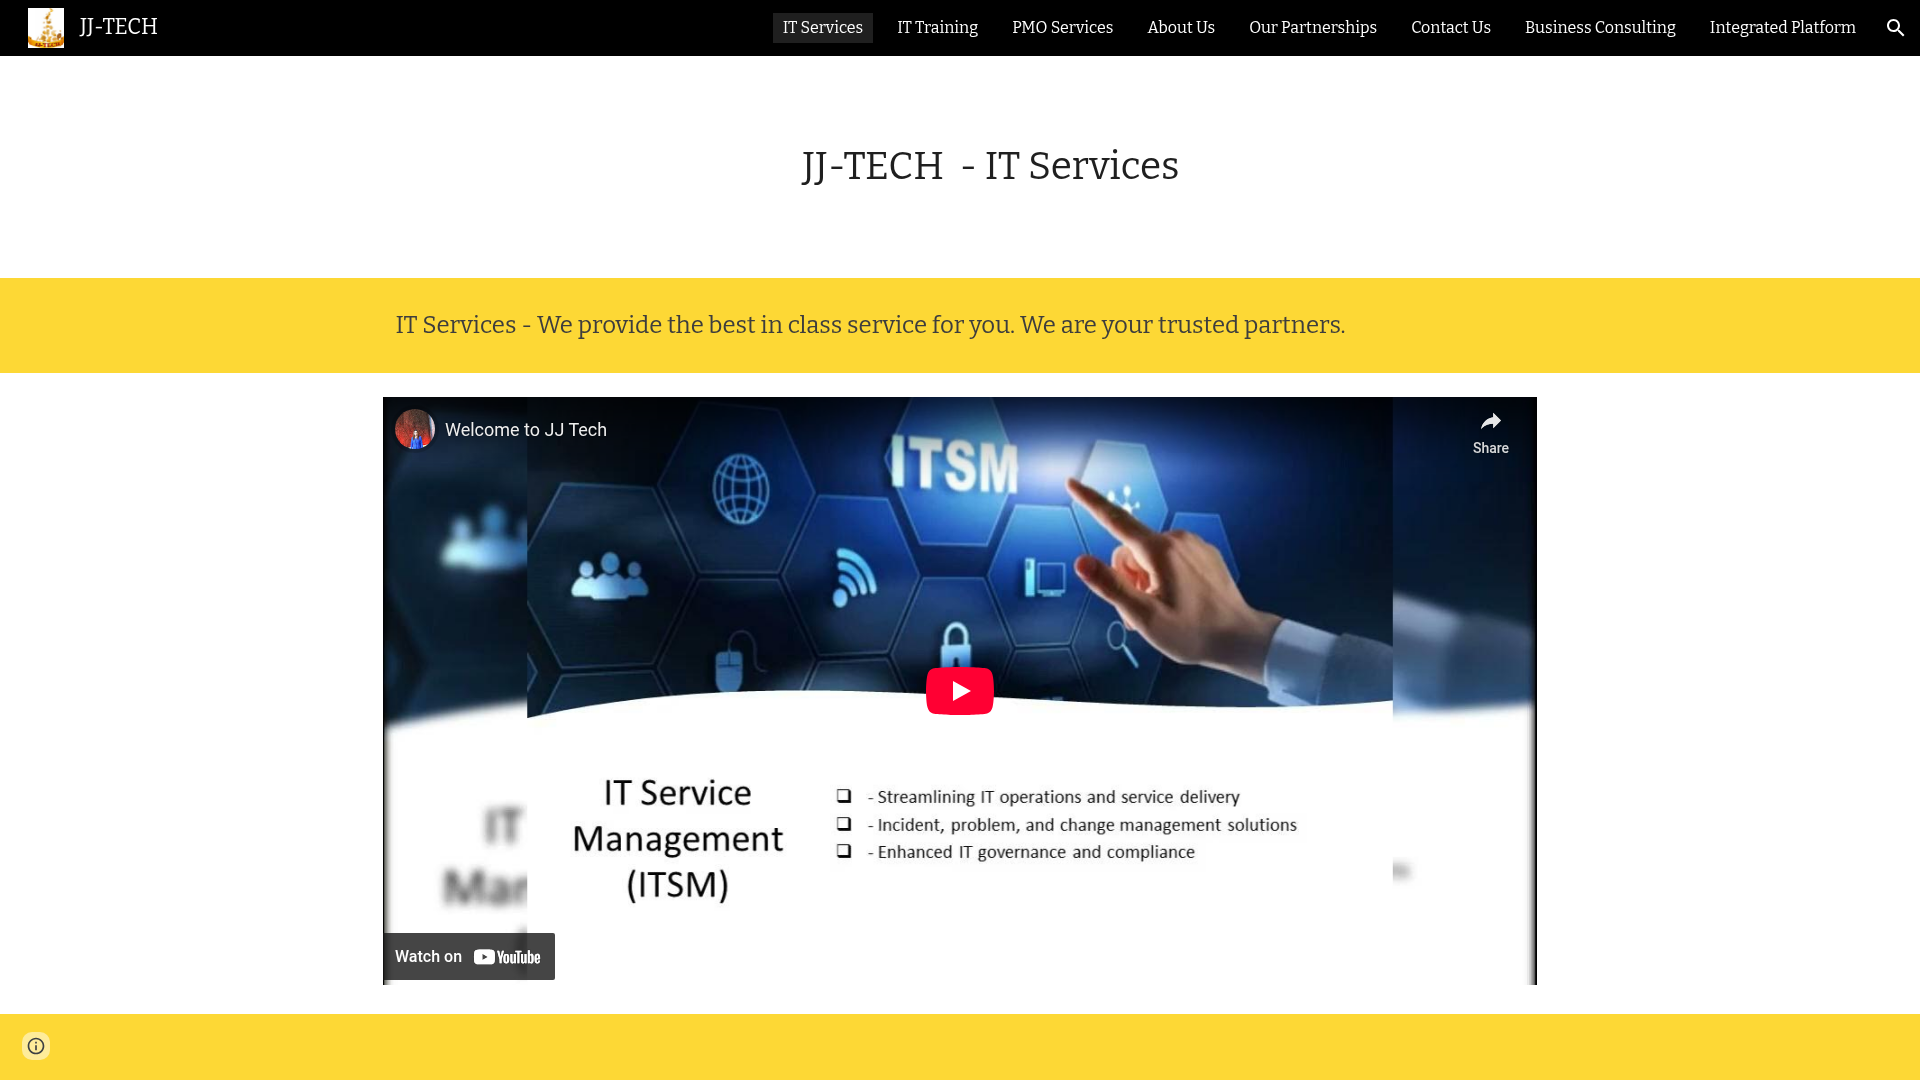 JJ-TECH
IT Services
IT Training
PMO Services
About Us
Our Partnerships
Contact Us
Business Consulting
Integrated Platform
JJ-TECH - IT Services
IT Services - We provide the best in class service for you. We are your trusted partners.
Welcome to JJ Tech
Share
ITSM
IT Service
Management
(ITSM)
- Streamlining IT operations and service delivery
- Incident, problem, and change management solutions
- Enhanced IT governance and compliance
Watch on YouTube